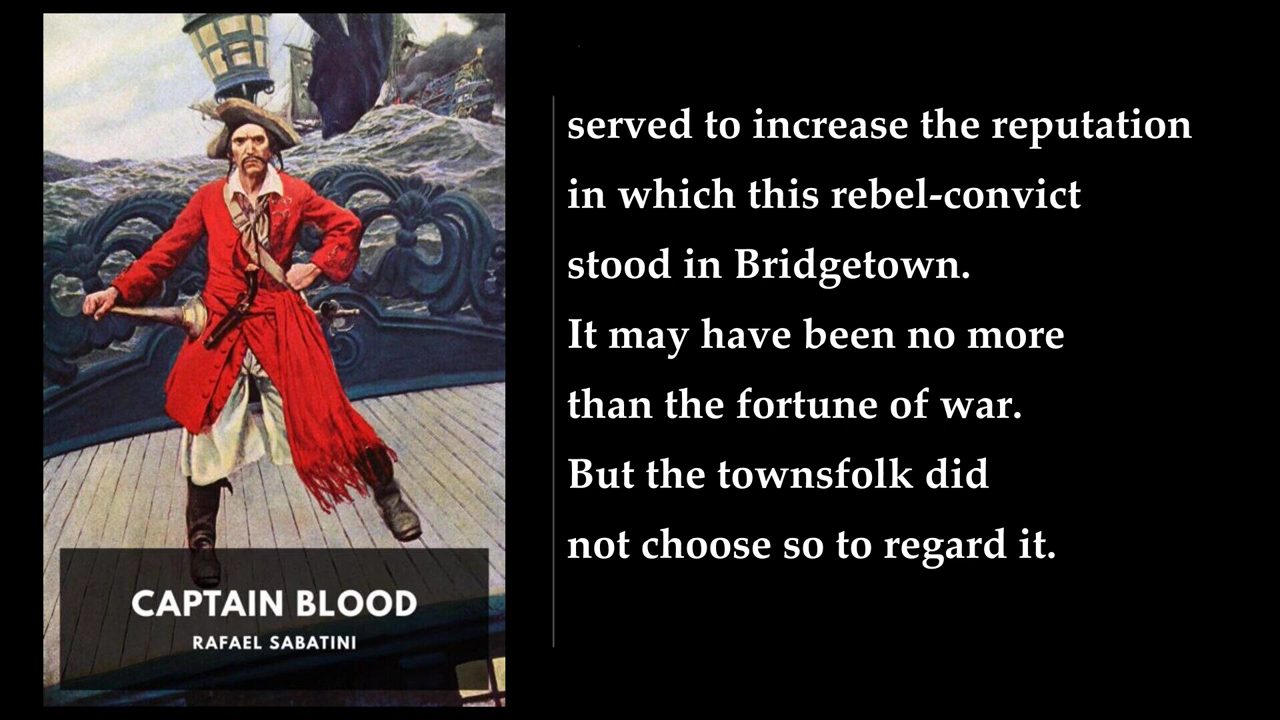 CAPTAIN BLOOD
RAFAEL SABATINI
served to increase the reputation
in which this rebel-convict
stood in Bridgetown.
It may have been no more
than the fortune of war.
But the townsfolk did
not choose so to regard it.